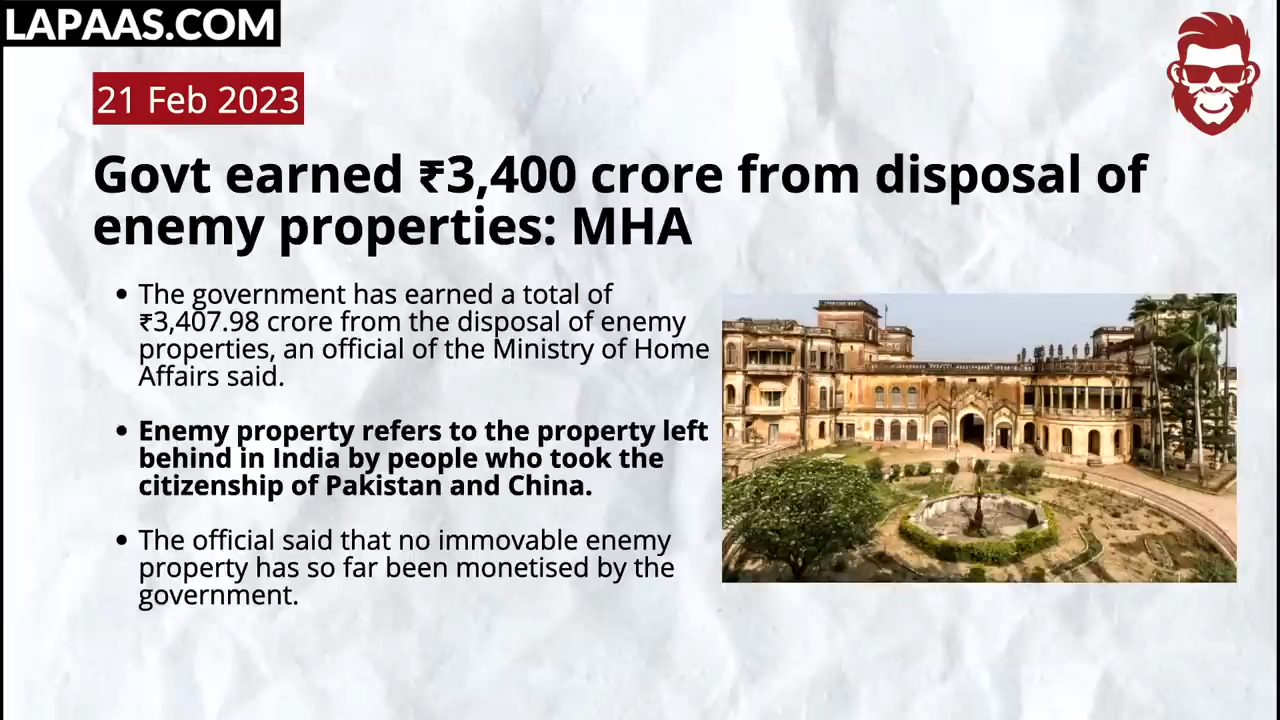 LAPAAS.COM
21 Feb 2023
Govt earned ₹3,400 crore from disposal of
enemy properties: MHA
• The government has earned a total of
₹3,407.98 crore from the disposal of enemy
properties, an official of the Ministry of Home
Affairs said.
• Enemy property refers to the property left
behind in India by people who took the
citizenship of Pakistan and China.
• The official said that no immovable enemy
property has so far been monetised by the
government.